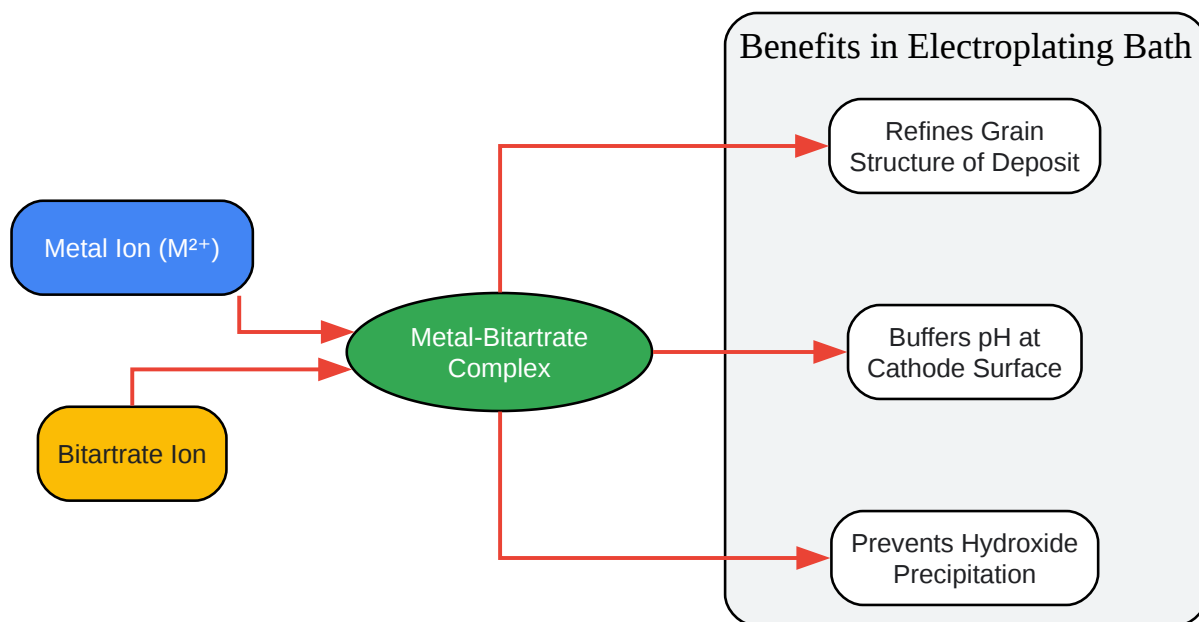 Benefits in Electroplating Bath
Refines Grain
Structure of Deposit
Metal Ion (M²⁺)
Metal-Bitartrate
Complex
Buffers pH at
Cathode Surface
Bitartrate Ion
Prevents Hydroxide
Precipitation